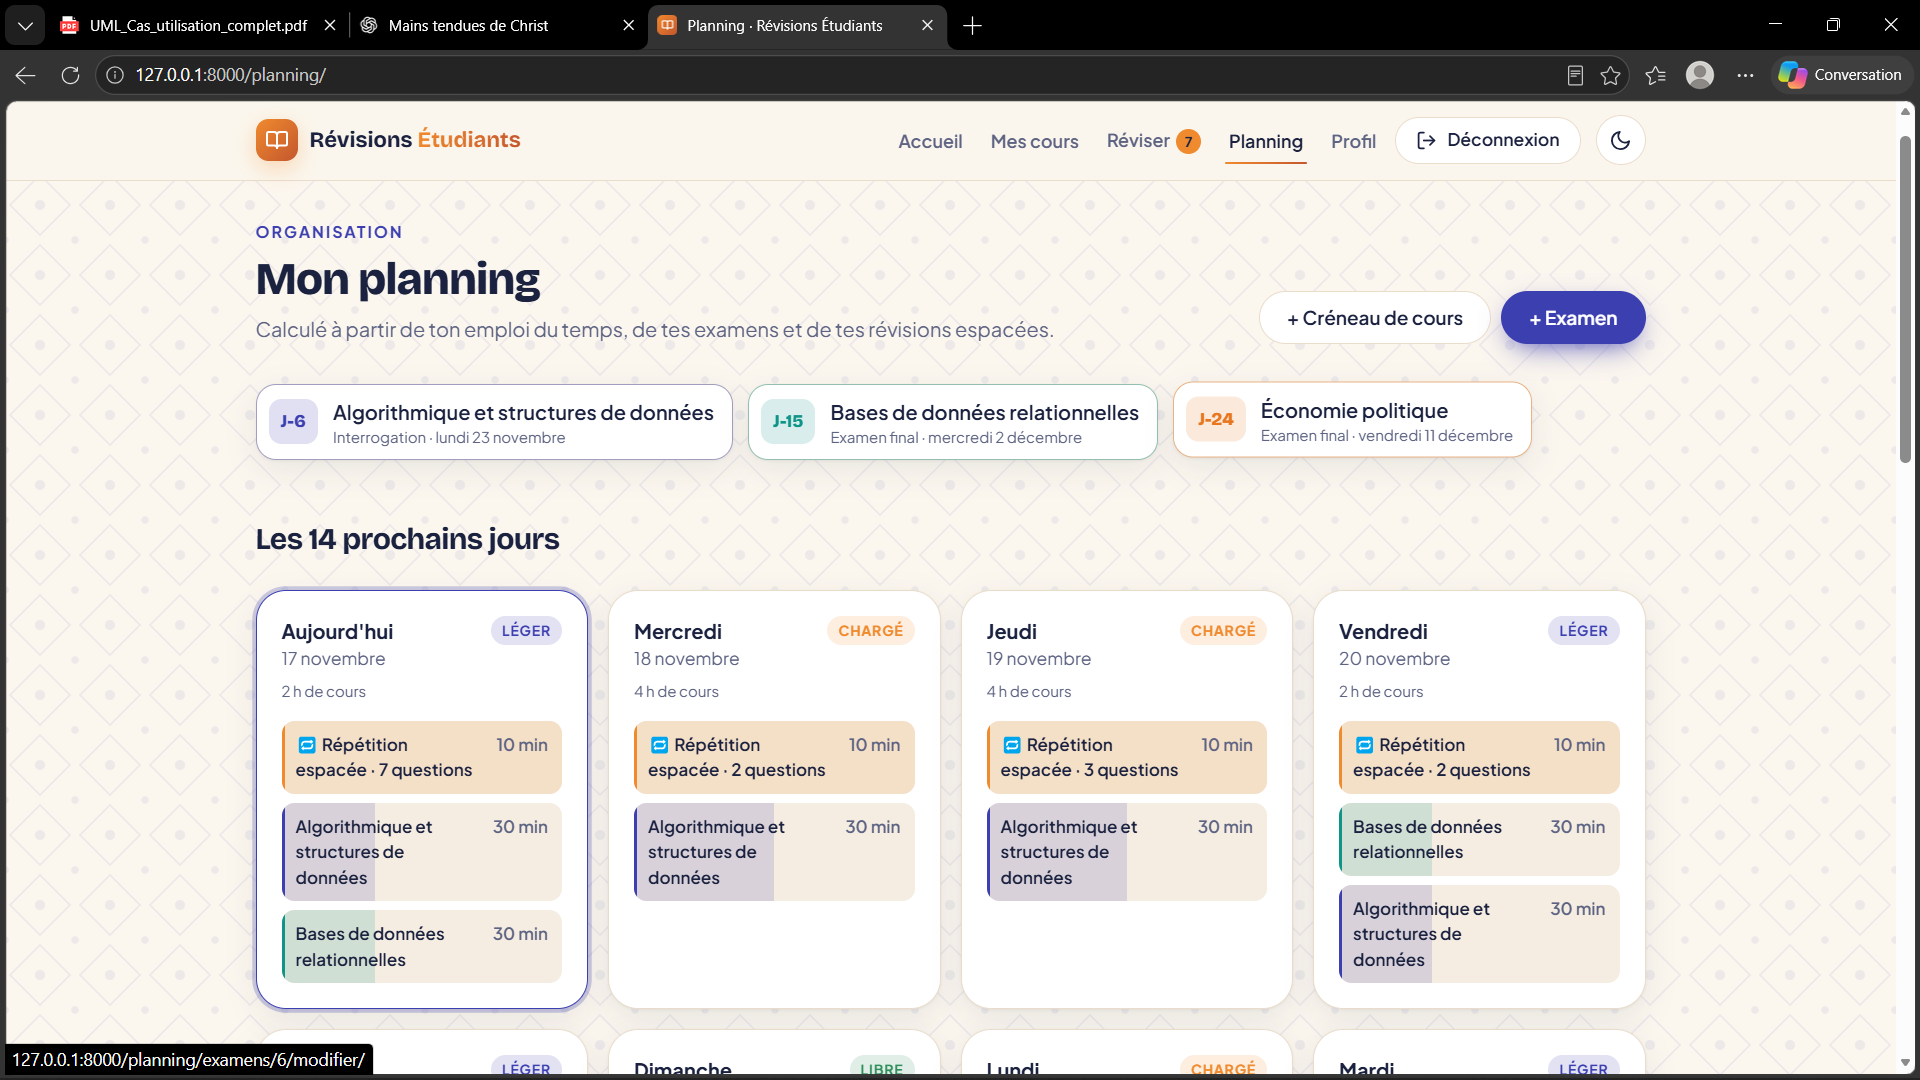 UML_Cas_utilisation_complet.pdf
Mains tendues de Christ
Planning · Révisions Étudiants
127.0.0.1:8000/planning/
Conversation
Révisions Étudiants
Accueil
Mes cours
Réviser 7
Planning
Profil
Déconnexion
ORGANISATION
Mon planning
Calculé à partir de ton emploi du temps, de tes examens et de tes révisions espacées.
+ Créneau de cours
+ Examen
J-6
Algorithmique et structures de données
Interrogation · lundi 23 novembre
J-15
Bases de données relationnelles
Examen final · mercredi 2 décembre
J-24
Économie politique
Examen final · vendredi 11 décembre
Les 14 prochains jours
Aujourd'hui LÉGER
17 novembre
2 h de cours
Répétition 10 min
espacée · 7 questions
Algorithmique et 30 min
structures de
données
Bases de données 30 min
relationnelles
Mercredi CHARGÉ
18 novembre
4 h de cours
Répétition 10 min
espacée · 2 questions
Algorithmique et 30 min
structures de
données
Jeudi CHARGÉ
19 novembre
4 h de cours
Répétition 10 min
espacée · 3 questions
Algorithmique et 30 min
structures de
données
Vendredi LÉGER
20 novembre
2 h de cours
Répétition 10 min
espacée · 2 questions
Bases de données 30 min
relationnelles
Algorithmique et 30 min
structures de
données
LÉGER
Dimanche LIBRE
Lundi CHARGÉ
Mardi LÉGER
127.0.0.1:8000/planning/examens/6/modifier/